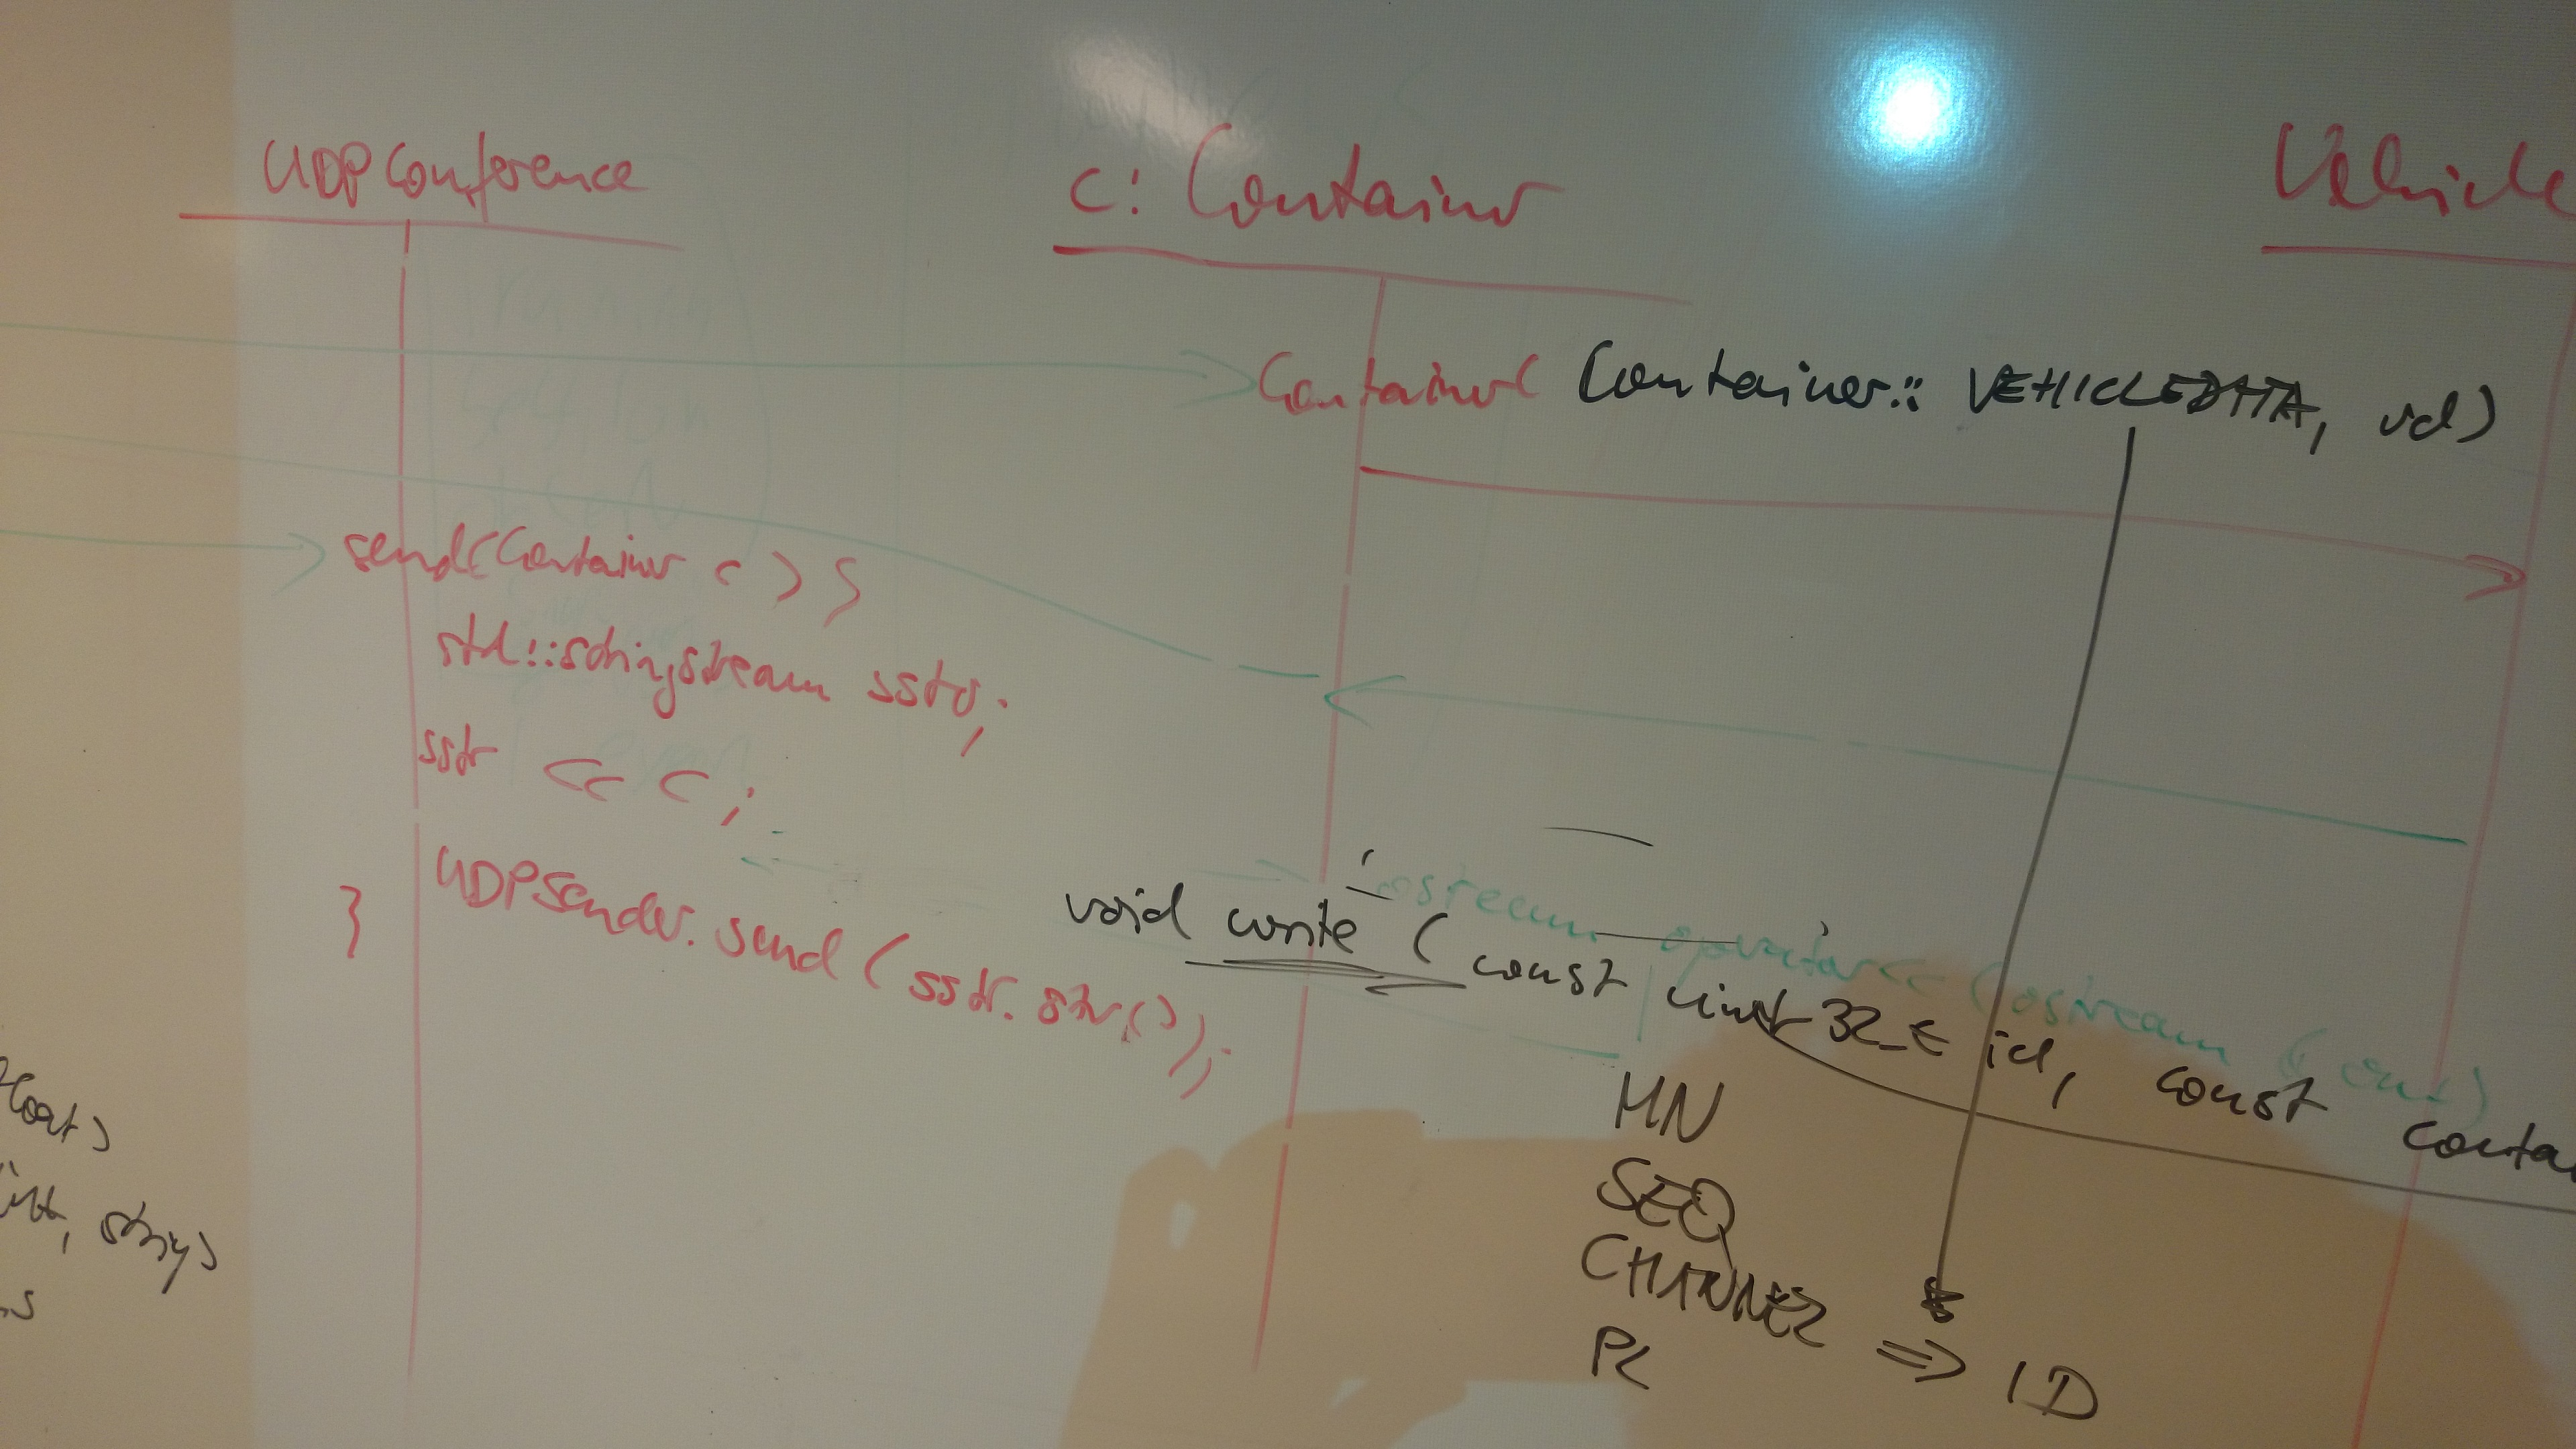 UDPConference
c: Container
Vehicle
Container( Container:: VEHICLEDATA, vd)
send(Container c) {
std::stringstream sstr;
sstr << c;
UDPSender. send (sstr. str());
}
ostream operator<< (ostream & out)
void write (const uint32_t id, const conta
MN
SEQ
CHANNEL => ID
PL
float)
int, string)